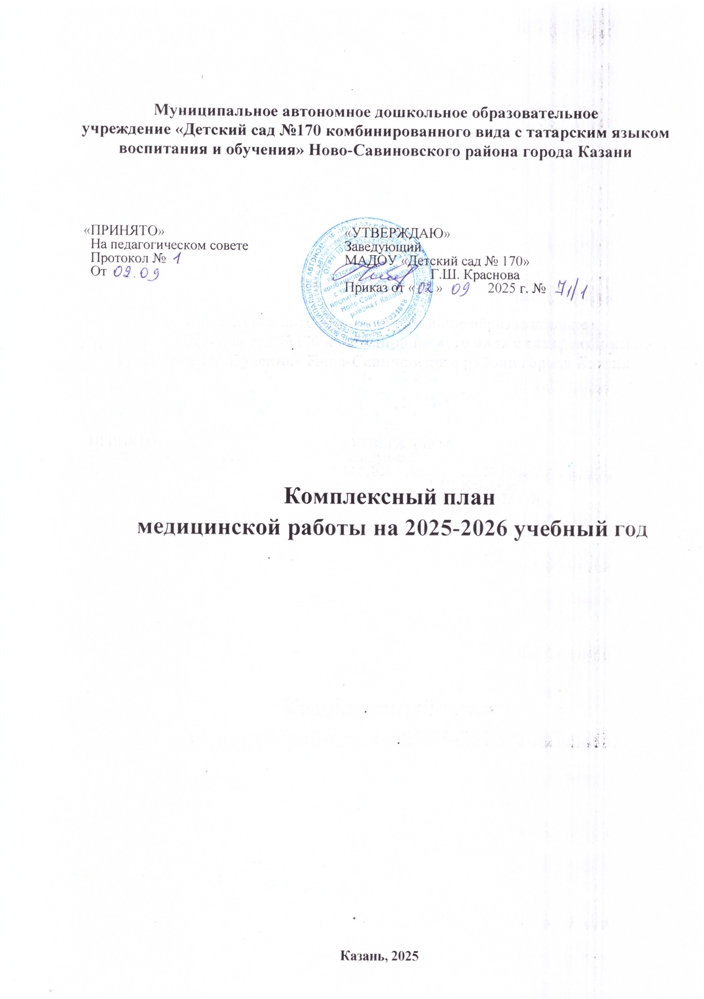 Муниципальное автономное дошкольное образовательное
учреждение «Детский сад №170 комбинированного вида с татарским языком
воспитания и обучения» Ново-Савиновского района города Казани
«ПРИНЯТО»
На педагогическом совете
Протокол № 1
От 02.09
«УТВЕРЖДАЮ»
Заведующий
МАДОУ «Детский сад № 170»
Г.Ш. Краснова
Приказ от «02» 09 2025 г. № 71/1
Комплексный план
медицинской работы на 2025-2026 учебный год
Казань, 2025